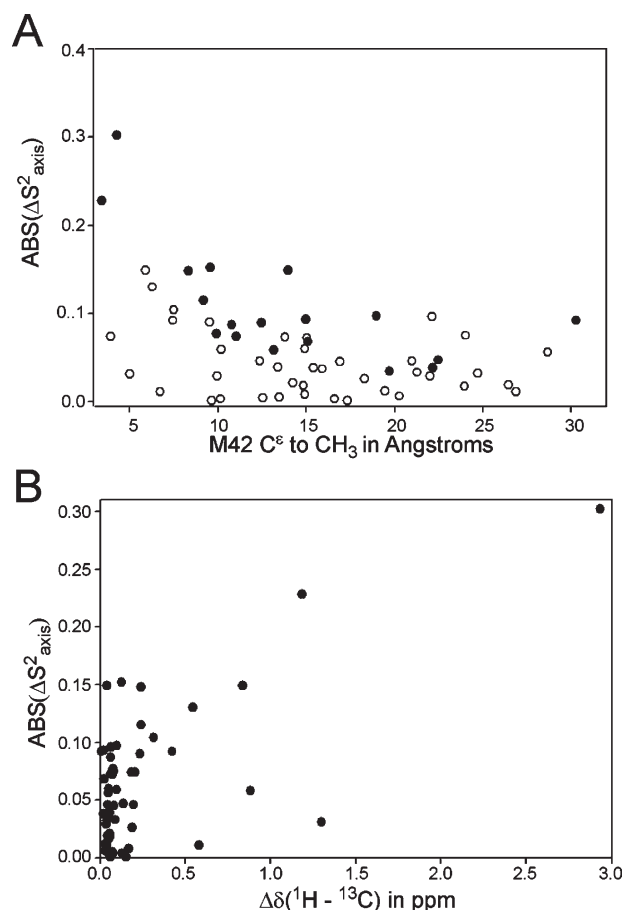 A
ABS(ΔS²axis)
0.4
0.3
0.2
0.1
0.0
5 10 15 20 25 30
M42 Cᵋ to CH₃ in Angstroms
B
ABS(ΔS²axis)
0.30
0.25
0.20
0.15
0.10
0.05
0.00
0.0 0.5 1.0 1.5 2.0 2.5 3.0
Δδ(¹H - ¹³C) in ppm